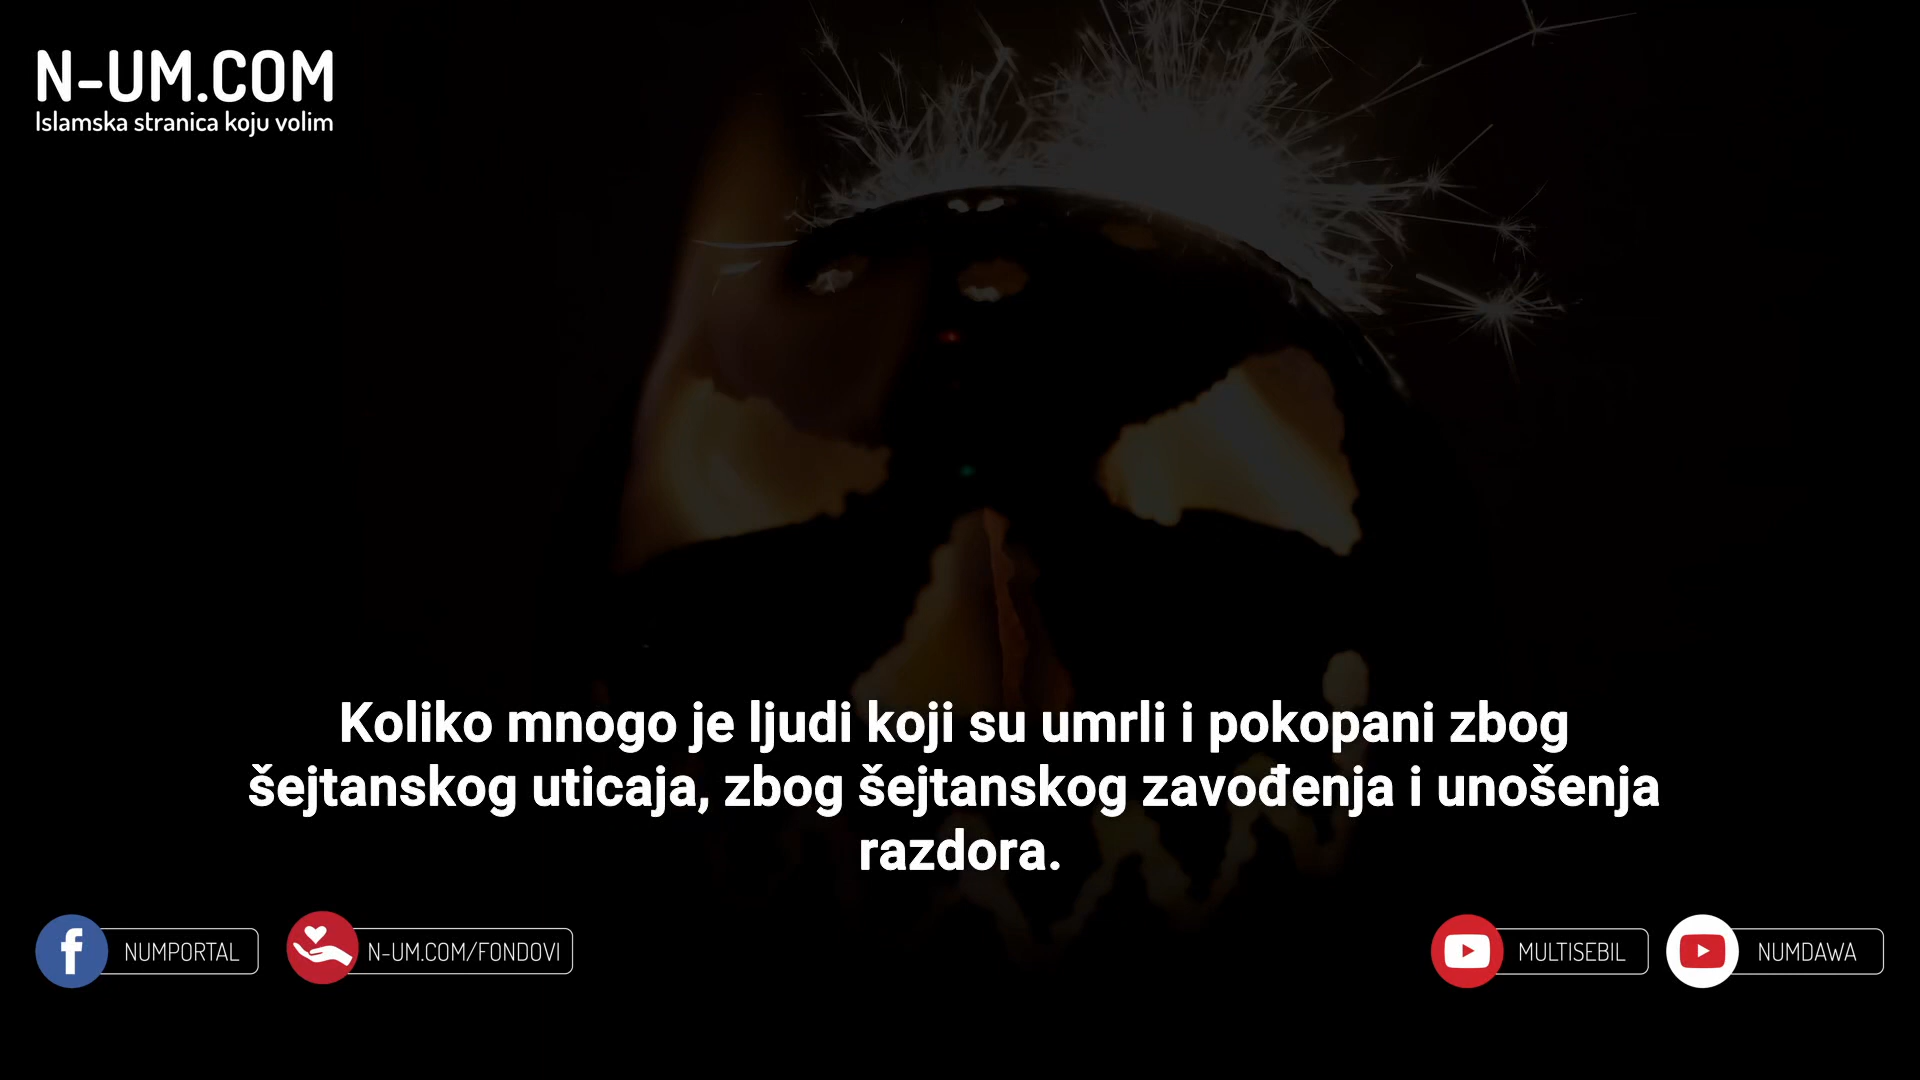 N-UM.COM
Islamska stranica koju volim
Koliko mnogo je ljudi koji su umrli i pokopani zbog
šejtanskog uticaja, zbog šejtanskog zavođenja i unošenja
razdora.
NUMPORTAL
N-UM.COM/FONDOVI
MULTISEBIL
NUMDAWA